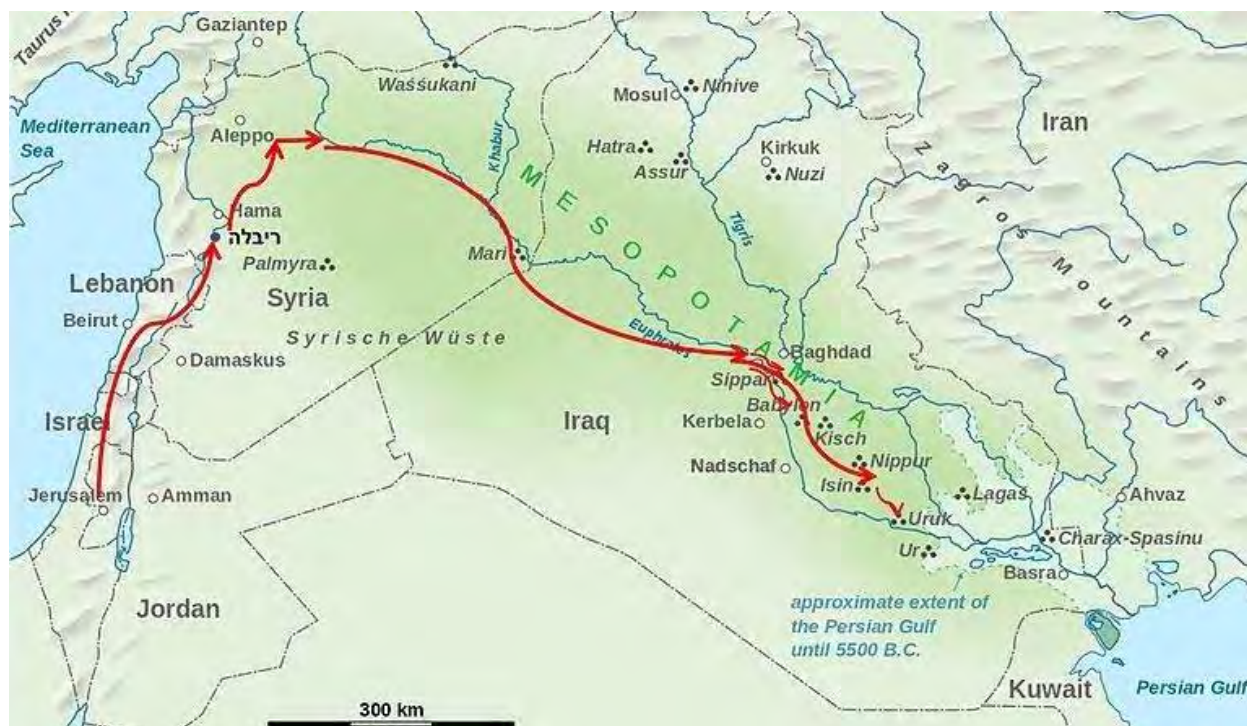 Taurus
Gaziantep
Waśśukani
Mosul
Ninive
Mediterranean
Sea
Aleppo
Khabur
Hatra
Assur
Kirkuk
Nuzi
Iran
Zagros
Mountains
MESOPOTAMIA
Tigris
Hama
ריבלה
Palmyra
Mari
Lebanon
Syria
Beirut
Syrische Wüste
Damaskus
Euphrates
Baghdad
Sippar
Babylon
Israel
Iraq
Kerbela
Kisch
Nadschaf
Nippur
Isin
Jerusalem
Amman
Lagaš
Ahvaz
Uruk
Ur
Charax-Spasinu
Basra
Jordan
approximate extent of
the Persian Gulf
until 5500 B.C.
Kuwait
Persian Gulf
300 km